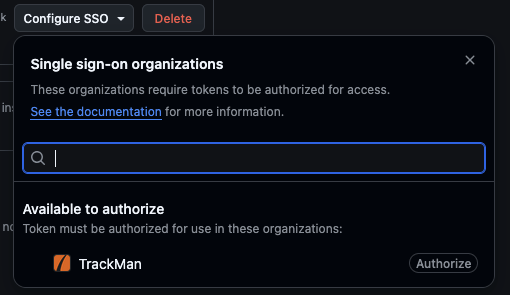 k
Configure SSO
Delete
Single sign-on organizations
These organizations require tokens to be authorized for access.
See the documentation for more information.
ins
Available to authorize
Token must be authorized for use in these organizations:
no
TrackMan
Authorize